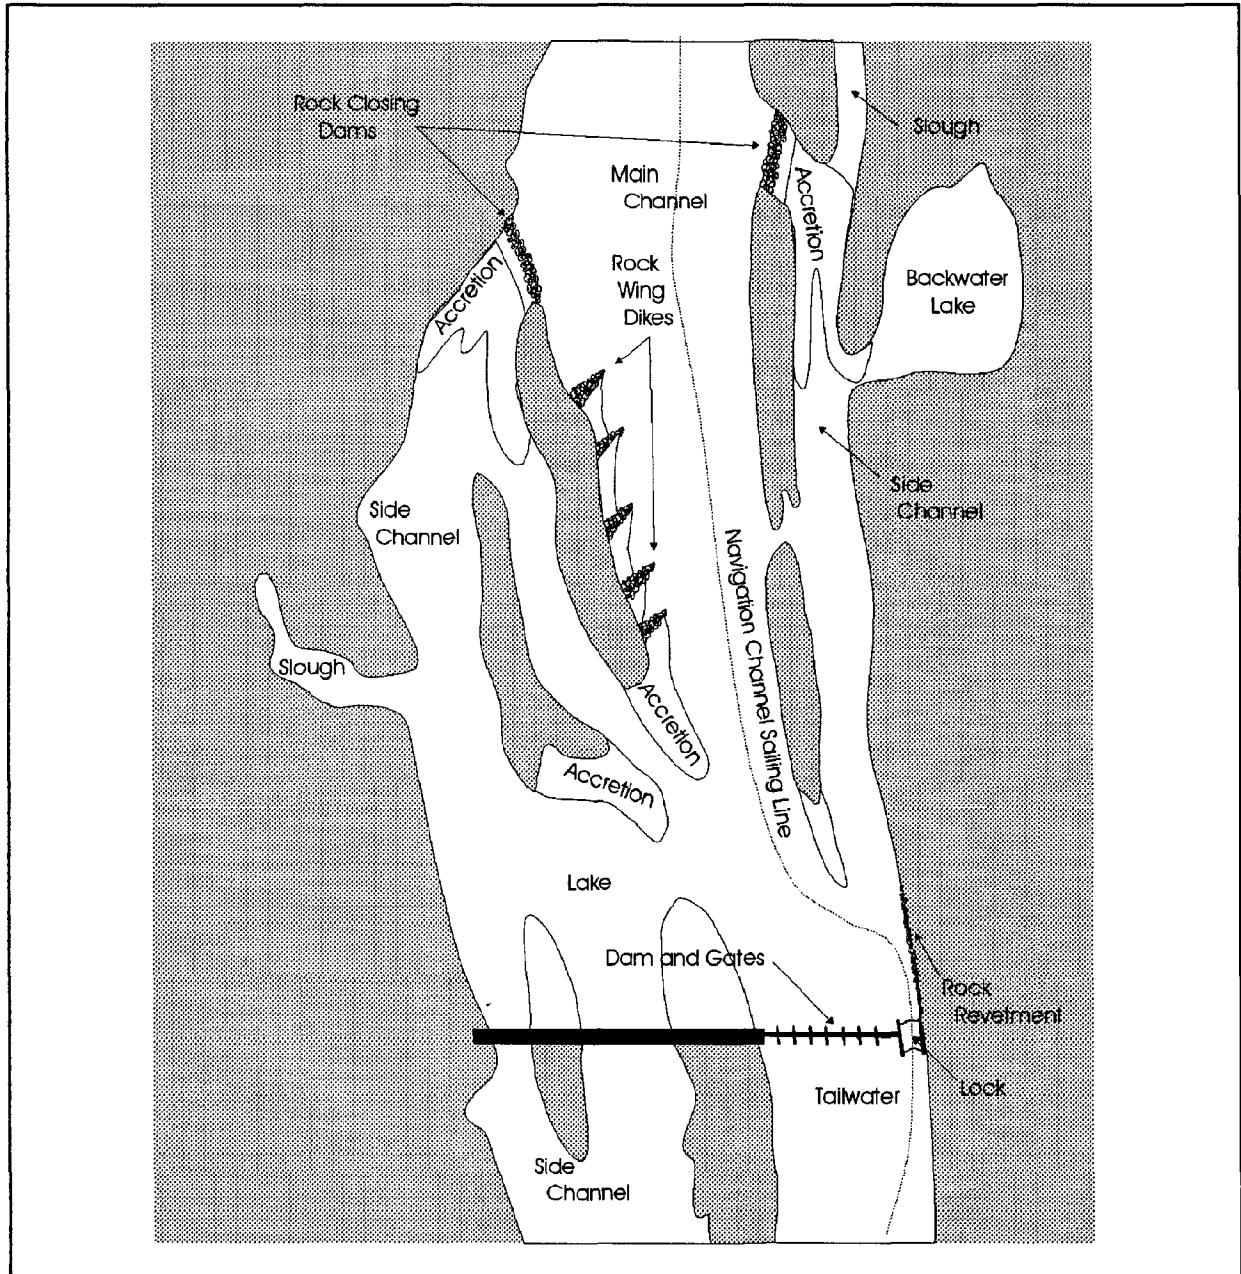 Rock Closing
Dams
Slough
Main
Channel
Accretion
Accretion
Rock
Wing
Dikes
Backwater
Lake
Side
Channel
Side
Channel
Navigation Channel Sailing Line
Slough
Accretion
Accretion
Lake
Dam and Gates
Rock
Revetment
Lock
Tailwater
Side
Channel